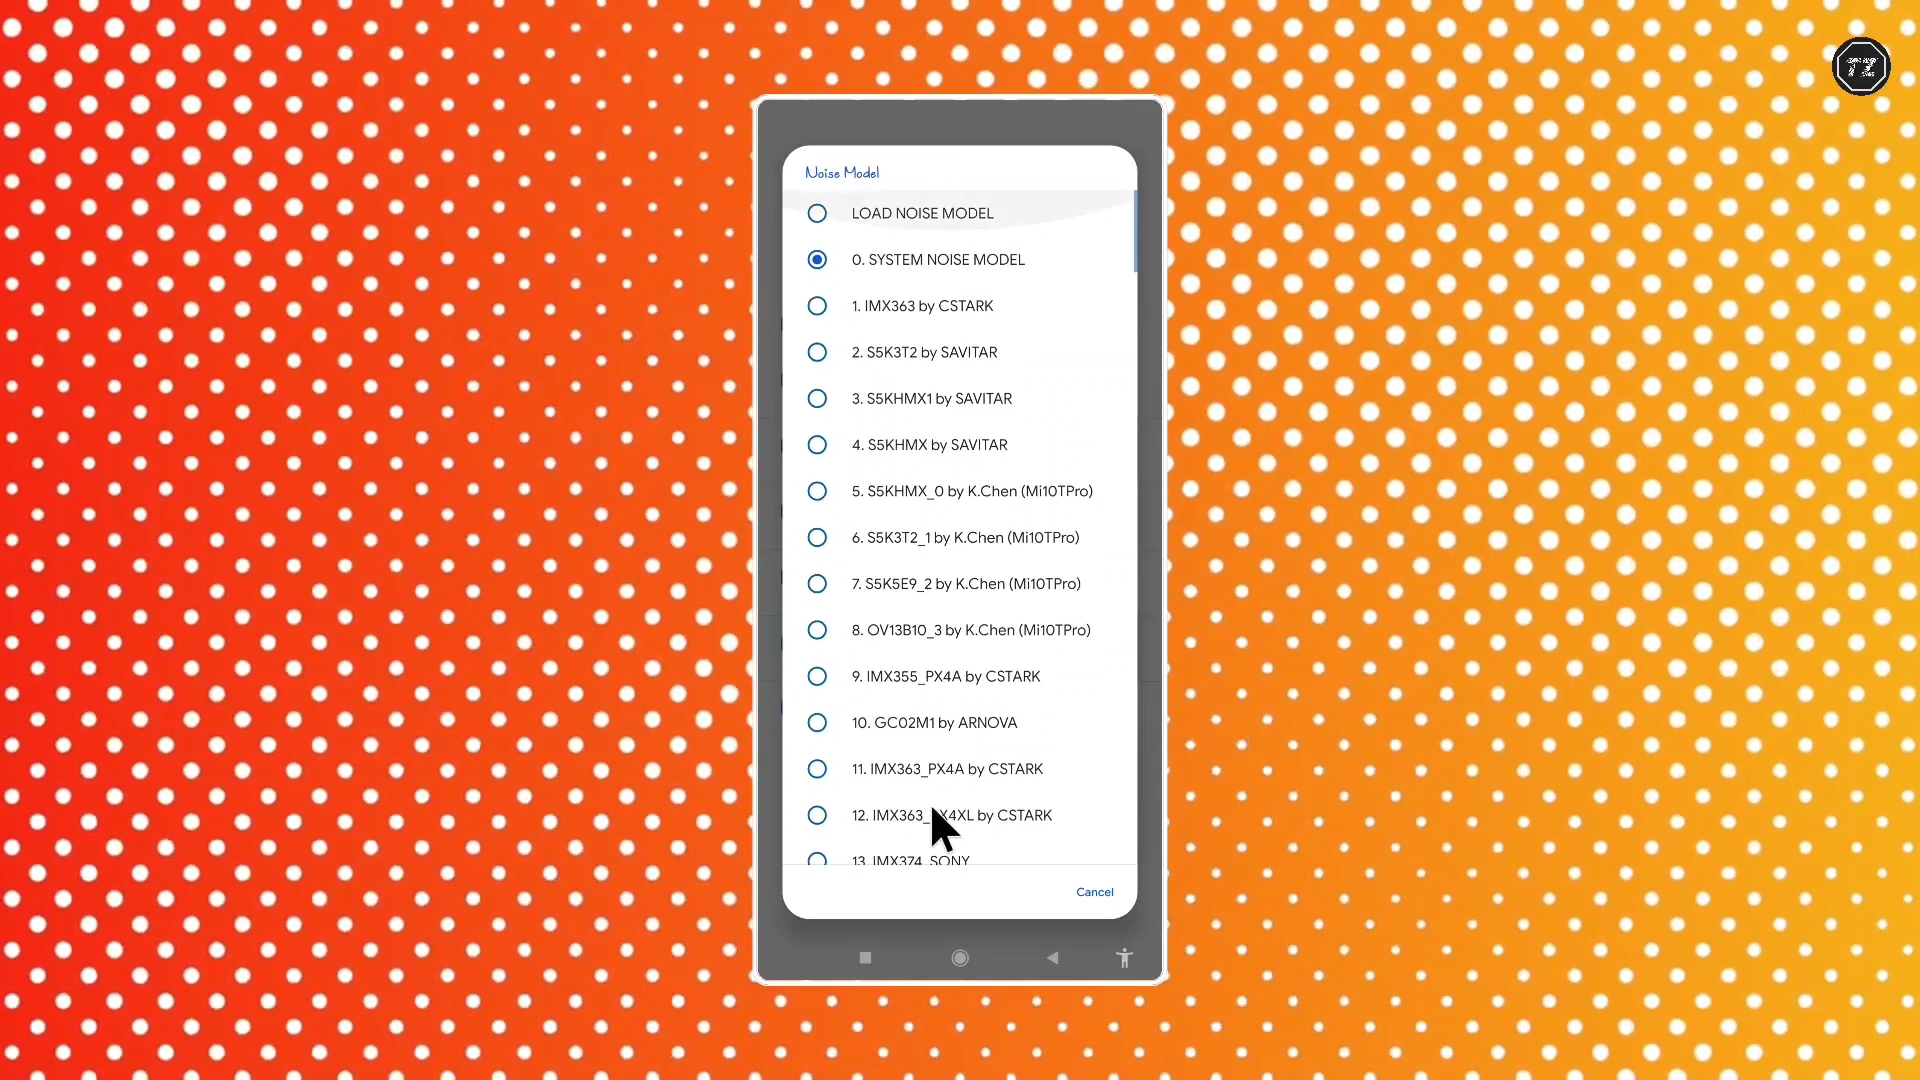 TZ
Noise Model
LOAD NOISE MODEL
0. SYSTEM NOISE MODEL
1. IMX363 by CSTARK
2. S5K3T2 by SAVITAR
3. S5KHMX1 by SAVITAR
4. S5KHMX by SAVITAR
5. S5KHMX_0 by K.Chen (Mi10TPro)
6. S5K3T2_1 by K.Chen (Mi10TPro)
7. S5K5E9_2 by K.Chen (Mi10TPro)
8. OV13B10_3 by K.Chen (Mi10TPro)
9. IMX355_PX4A by CSTARK
10. GC02M1 by ARNOVA
11. IMX363_PX4A by CSTARK
12. IMX363_PX4XL by CSTARK
13. IMX374_SONY
Cancel